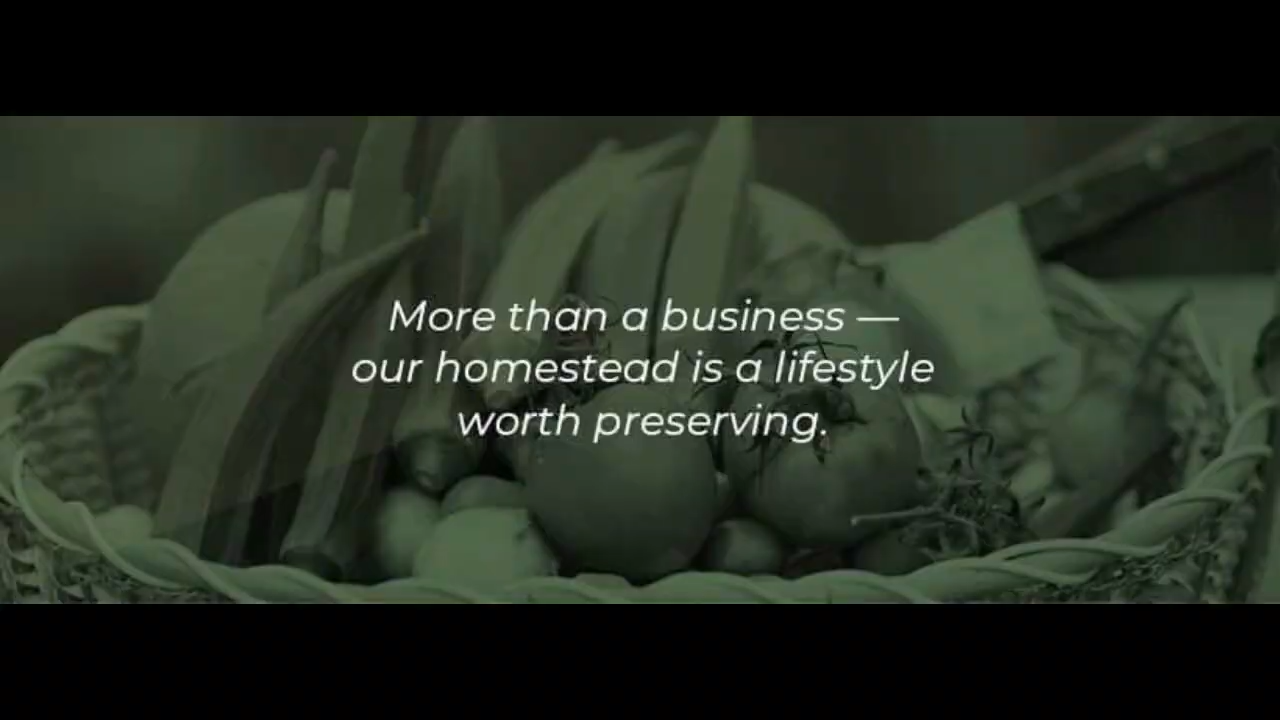 More than a business —
our homestead is a lifestyle
worth preserving.